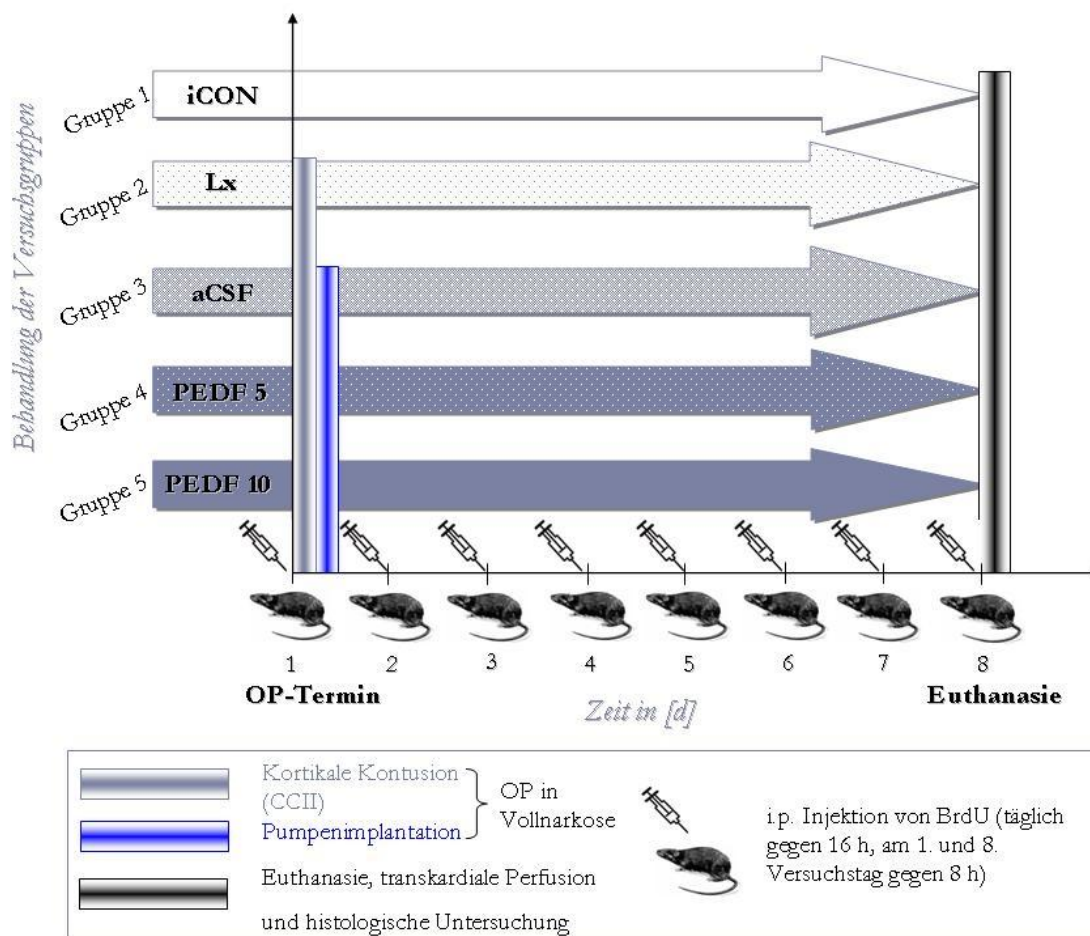 Behandlung der Versuchsgruppen
Gruppe 1
iCON
Gruppe 2
Lx
Gruppe 3
aCSF
Gruppe 4
PEDF 5
Gruppe 5
PEDF 10
1
2
3
4
5
6
7
8
OP-Termin
Euthanasie
Zeit in [d]
Kortikale Kontusion
(CCII)
Pumpenimplantation
OP in
Vollnarkose
Euthanasie, transkardiale Perfusion
und histologische Untersuchung
i.p. Injektion von BrdU (täglich
gegen 16 h, am 1. und 8.
Versuchstag gegen 8 h)